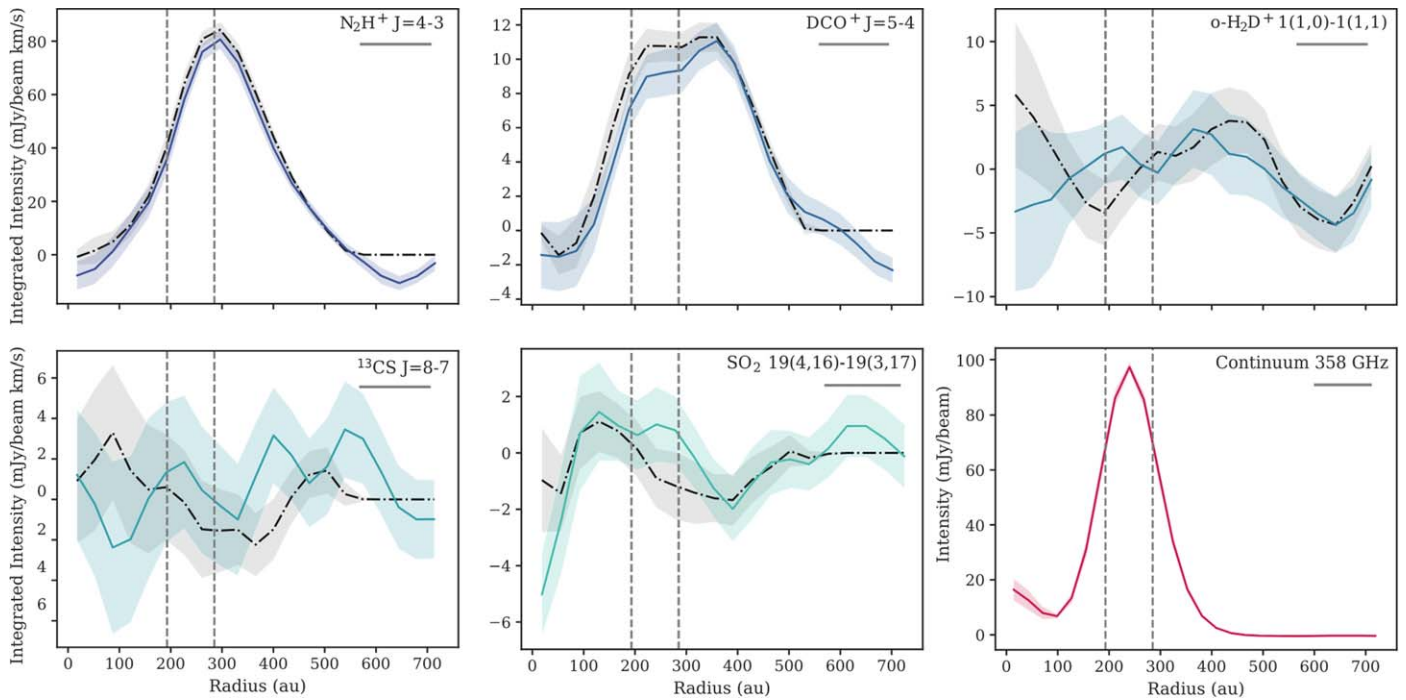 N₂H⁺ J=4-3
DCO⁺ J=5-4
o-H₂D⁺ 1(1,0)-1(1,1)
Integrated Intensity (mJy/beam km/s)
80
60
40
20
0
12
10
8
6
4
2
0
−2
−4
10
5
0
−5
−10
¹³CS J=8-7
SO₂ 19(4,16)-19(3,17)
Continuum 358 GHz
Integrated Intensity (mJy/beam km/s)
6
4
2
0
2
4
6
2
0
−2
−4
−6
Intensity (mJy/beam)
100
80
60
40
20
0
0 100 200 300 400 500 600 700
0 100 200 300 400 500 600 700
0 100 200 300 400 500 600 700
Radius (au)
Radius (au)
Radius (au)